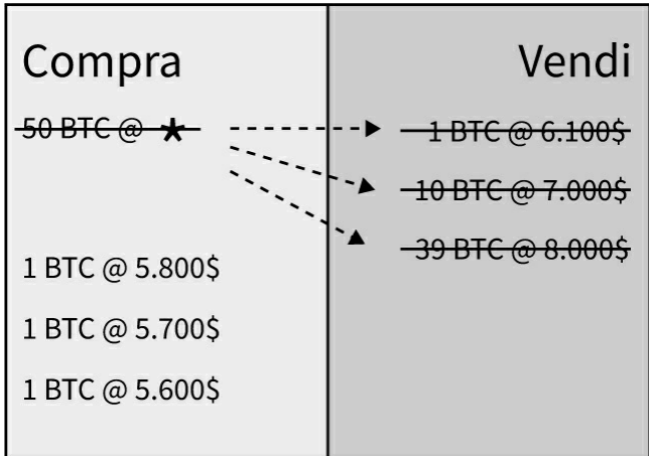 Compra
50 BTC @ *
1 BTC @ 5.800$
1 BTC @ 5.700$
1 BTC @ 5.600$
Vendi
1 BTC @ 6.100$
10 BTC @ 7.000$
39 BTC @ 8.000$